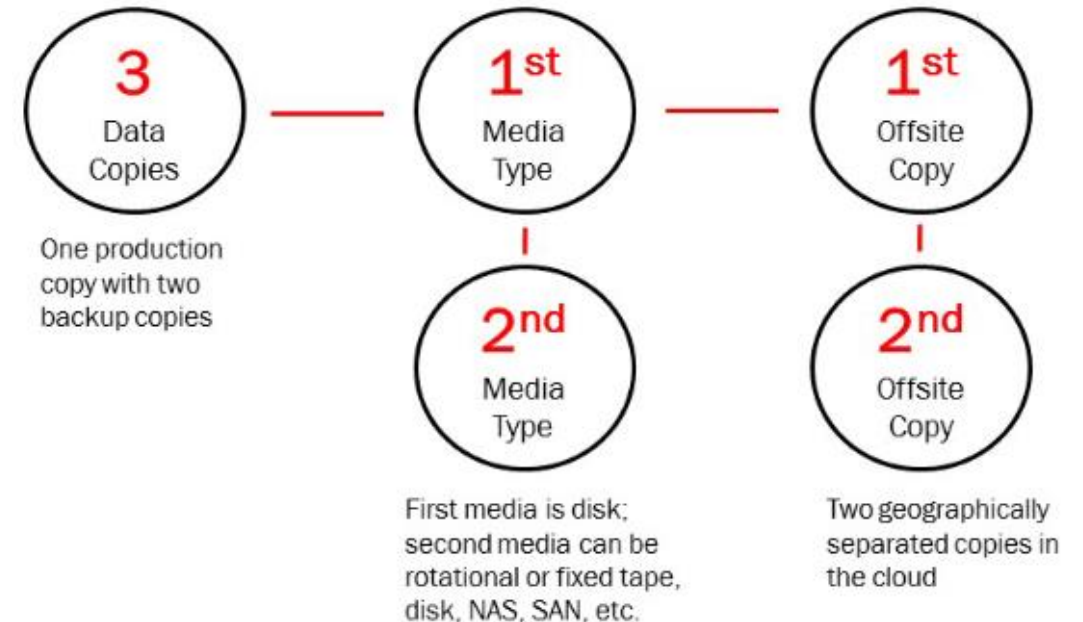 3
Data
Copies
One production
copy with two
backup copies
1st
Media
Type
2nd
Media
Type
First media is disk;
second media can be
rotational or fixed tape,
disk, NAS, SAN, etc.
1st
Offsite
Copy
2nd
Offsite
Copy
Two geographically
separated copies in
the cloud